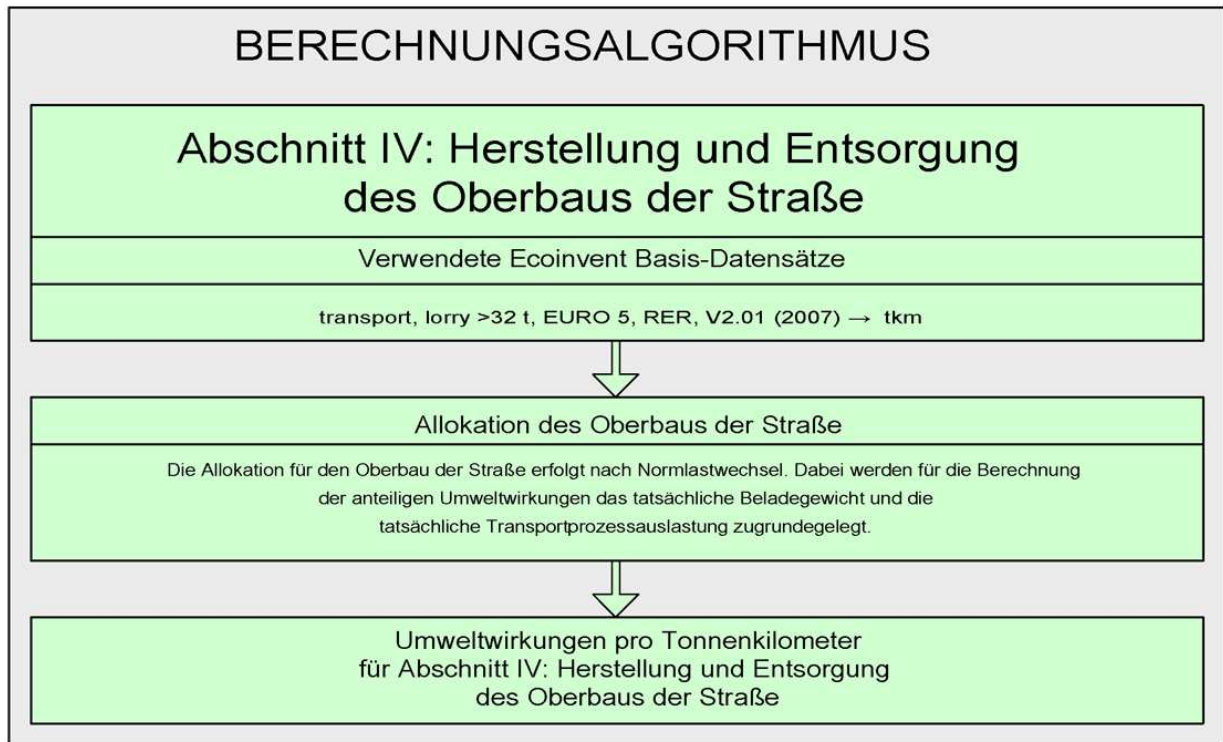 BERECHNUNGSALGORITHMUS
Abschnitt IV: Herstellung und Entsorgung
des Oberbaus der Straße
Verwendete Ecoinvent Basis-Datensätze
transport, lorry >32 t, EURO 5, RER, V2.01 (2007) → tkm
Allokation des Oberbaus der Straße
Die Allokation für den Oberbau der Straße erfolgt nach Normlastwechsel. Dabei werden für die Berechnung
der anteiligen Umweltwirkungen das tatsächliche Beladegewicht und die
tatsächliche Transportprozessauslastung zugrundegelegt.
Umweltwirkungen pro Tonnenkilometer
für Abschnitt IV: Herstellung und Entsorgung
des Oberbaus der Straße